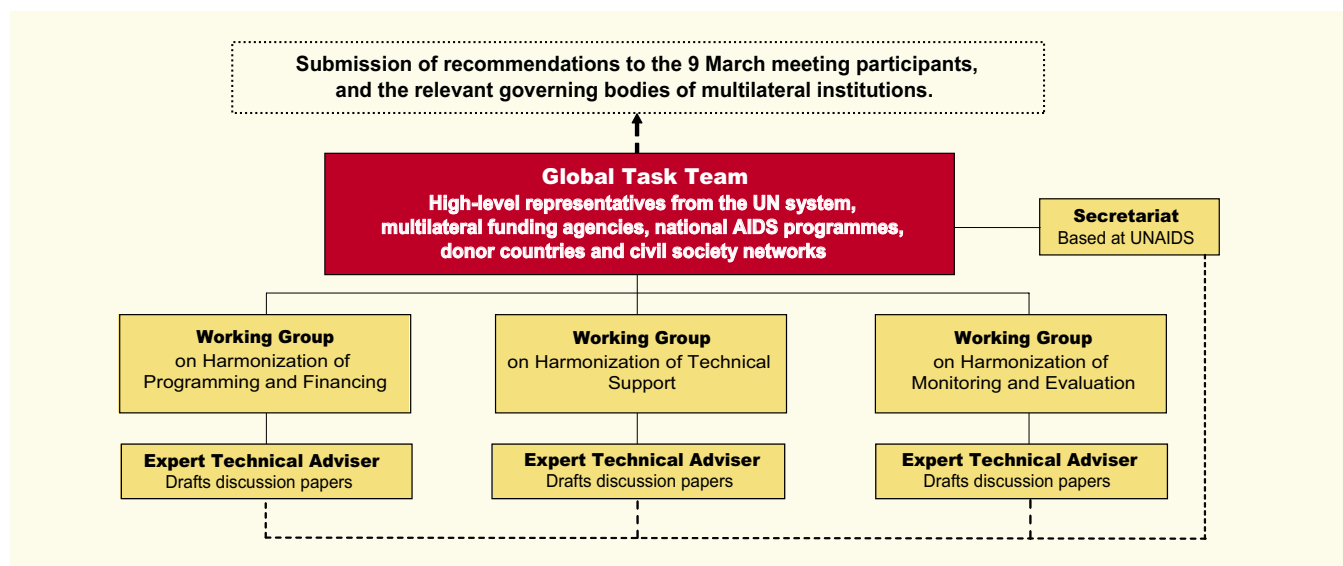 Submission of recommendations to the 9 March meeting participants,
and the relevant governing bodies of multilateral institutions.
Global Task Team
High-level representatives from the UN system,
multilateral funding agencies, national AIDS programmes,
donor countries and civil society networks
Secretariat
Based at UNAIDS
Working Group
on Harmonization of
Programming and Financing
Working Group
on Harmonization of Technical
Support
Working Group
on Harmonization of
Monitoring and Evaluation
Expert Technical Adviser
Drafts discussion papers
Expert Technical Adviser
Drafts discussion papers
Expert Technical Adviser
Drafts discussion papers